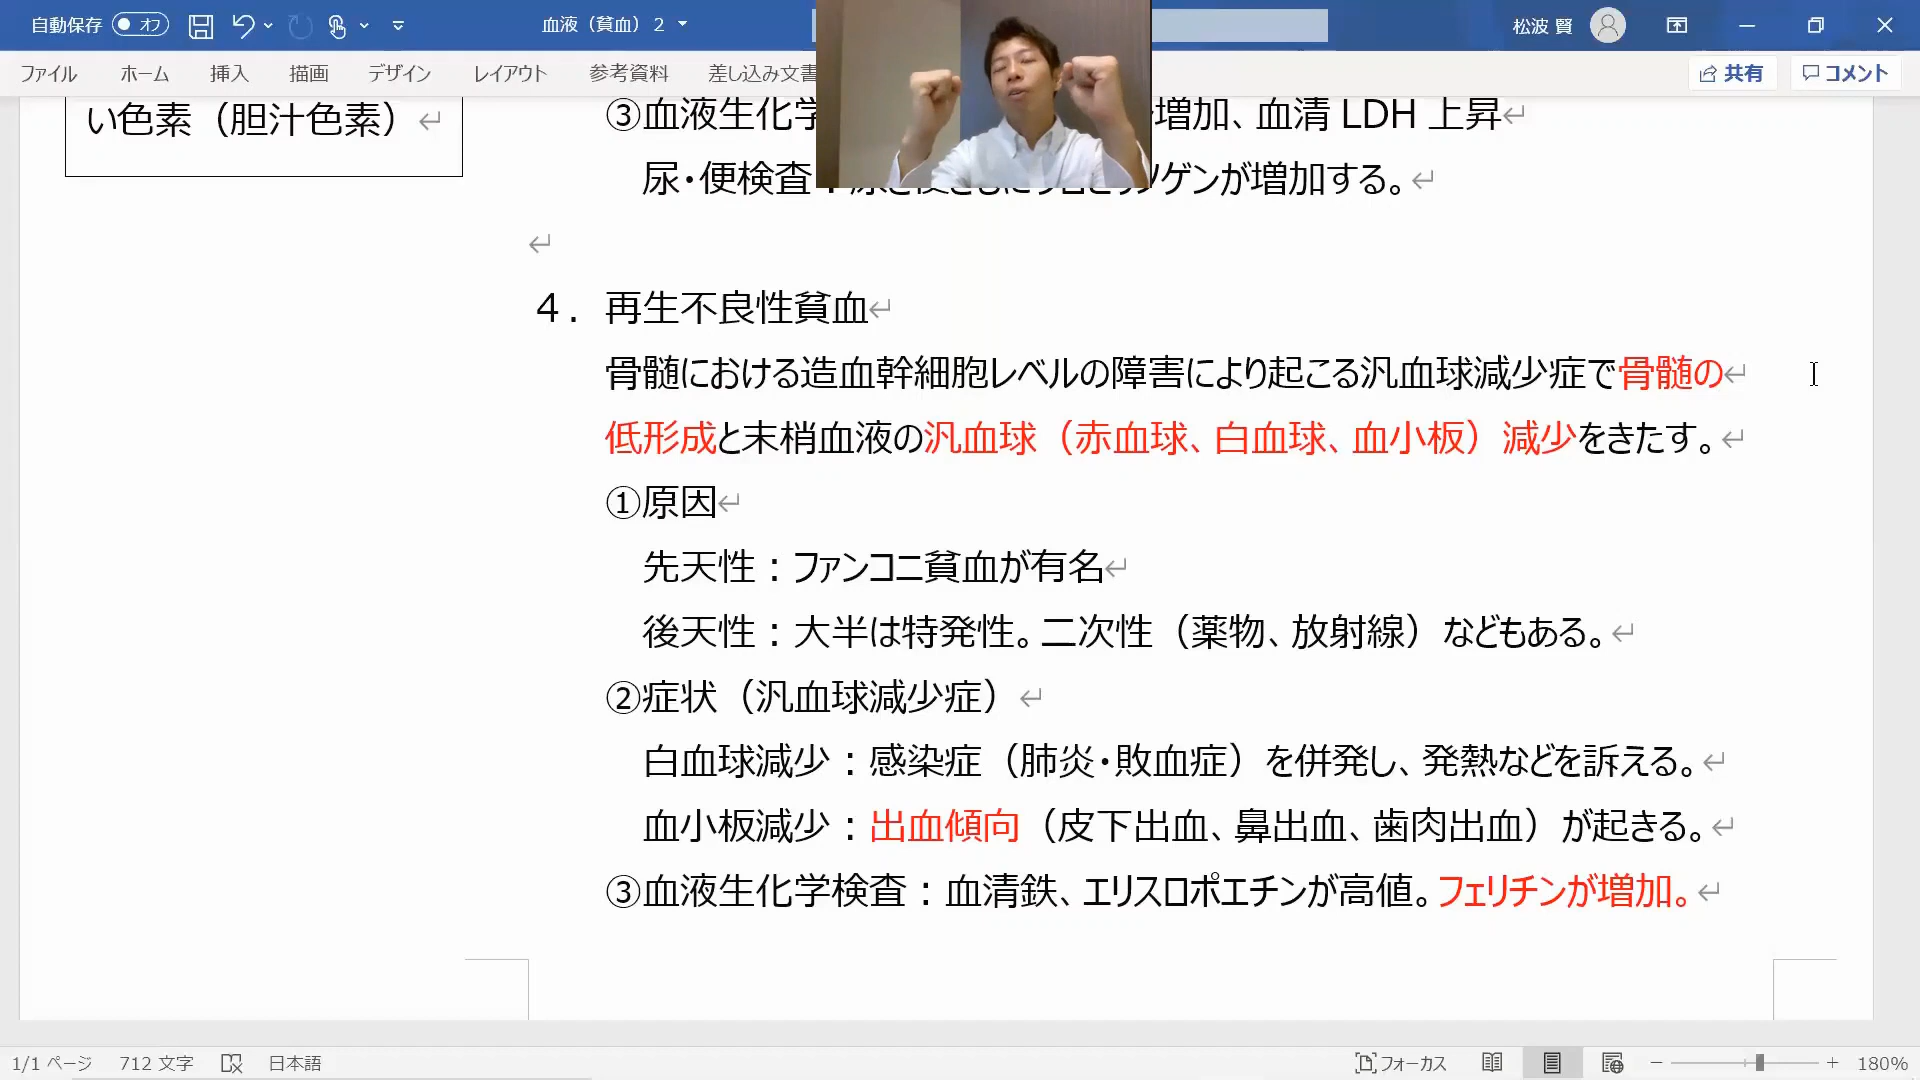 自動保存 オフ 血液（貧血）２ 松波 賢
ファイル ホーム 挿入 描画 デザイン レイアウト 参考資料 差し込み文書 共有 コメント
い色素（胆汁色素）
③血液生化学 増加、血清 LDH 上昇
尿・便検査 ゲンが増加する。
４．再生不良性貧血
骨髄における造血幹細胞レベルの障害により起こる汎血球減少症で骨髄の
低形成と末梢血液の汎血球（赤血球、白血球、血小板）減少をきたす。
①原因
先天性：ファンコニ貧血が有名
後天性：大半は特発性。二次性（薬物、放射線）などもある。
②症状（汎血球減少症）
白血球減少：感染症（肺炎・敗血症）を併発し、発熱などを訴える。
血小板減少：出血傾向（皮下出血、鼻出血、歯肉出血）が起きる。
③血液生化学検査：血清鉄、エリスロポエチンが高値。フェリチンが増加。
1/1 ページ 712 文字 日本語 フォーカス 180%